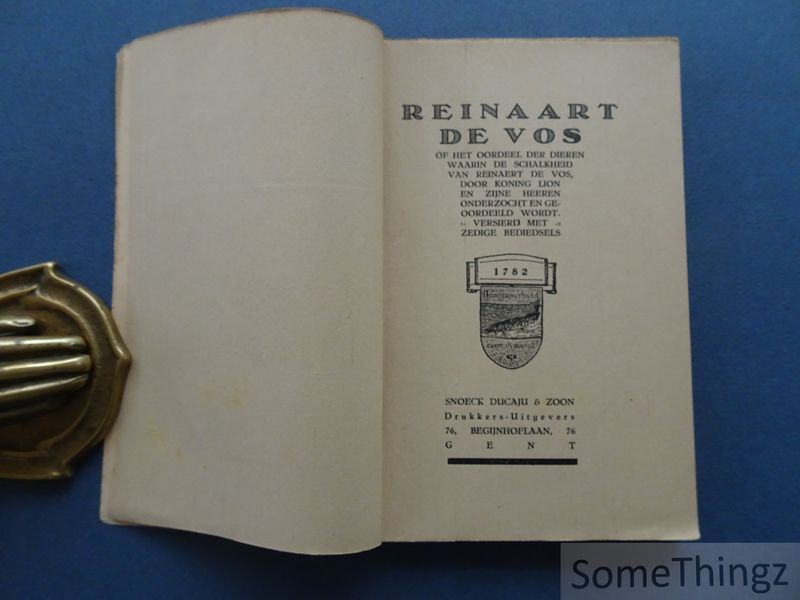 REINAART
DE VOS
OF HET OORDEEL DER DIEREN
WAARIN DE SCHALKHEID
VAN REINAERT DE VOS,
DOOR KONING LION
EN ZIJNE HEEREN
ONDERZOCHT EN GE-
OORDEELD WORDT.
VERSIERD MET
ZEDIGE BEDIEDSELS
1782
SNOECK DUCAJU & ZOON
Drukkers-Uitgevers
76, BEGIJNHOFLAAN, 76
GENT
SomeThingz